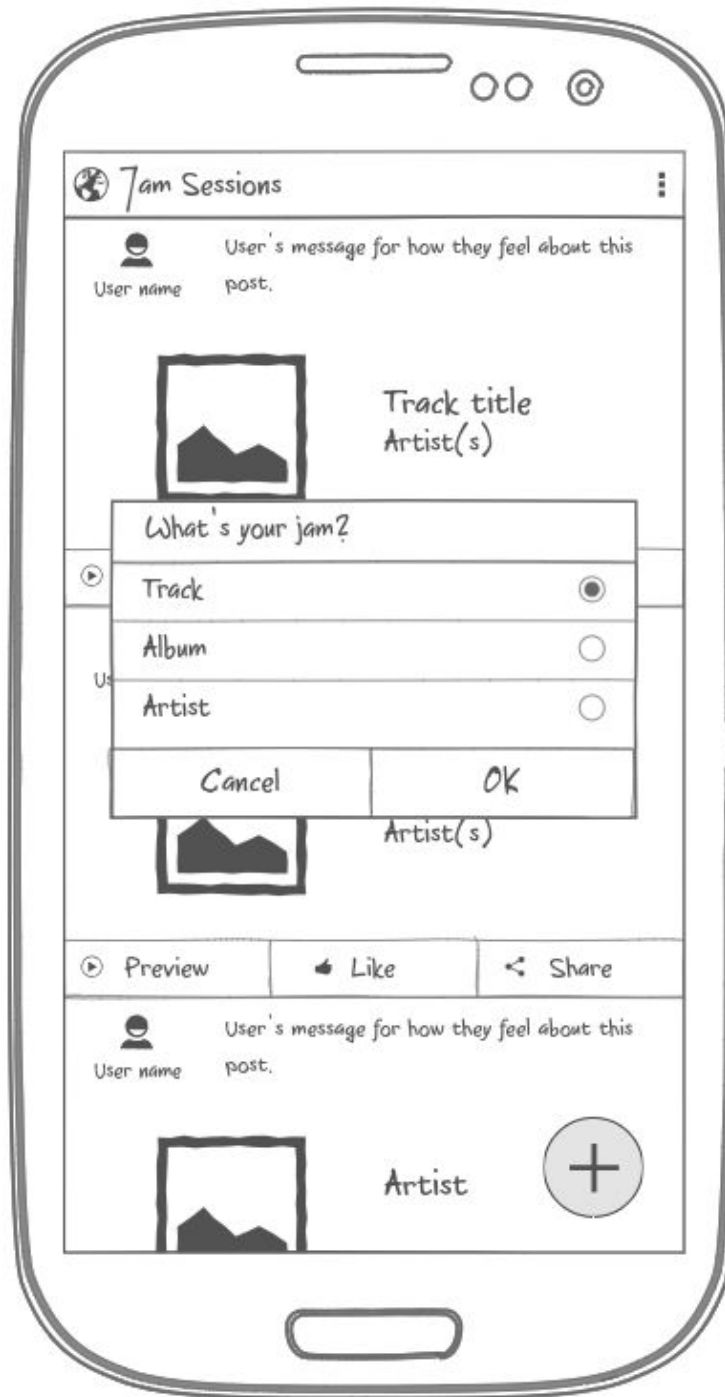 7am Sessions
User's message for how they feel about this
User name post.
Track title
Artist(s)
What's your jam?
Track
Album
Us
Artist
Cancel OK
Artist(s)
Preview Like Share
User's message for how they feel about this
User name post.
Artist